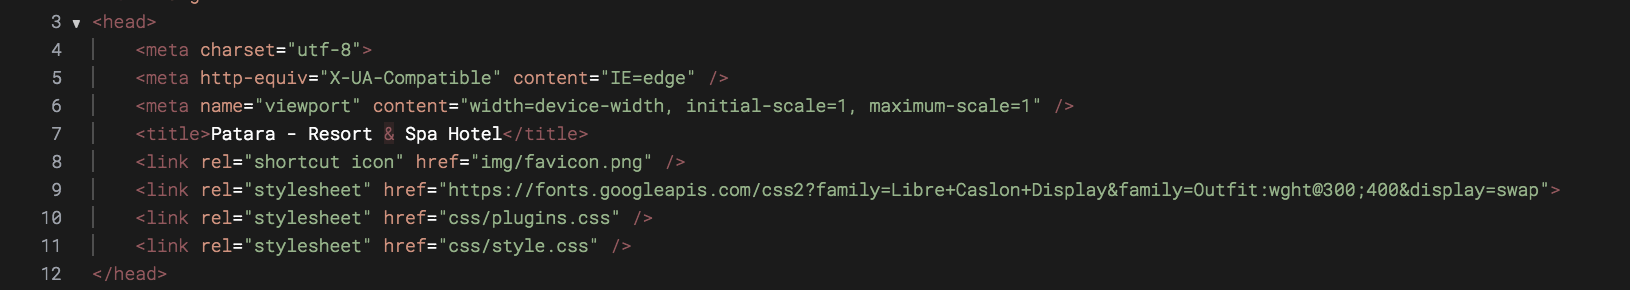 3 ▼ <head>
4 <meta charset="utf-8">
5 <meta http-equiv="X-UA-Compatible" content="IE=edge" />
6 <meta name="viewport" content="width=device-width, initial-scale=1, maximum-scale=1" />
7 <title>Patara - Resort & Spa Hotel</title>
8 <link rel="shortcut icon" href="img/favicon.png" />
9 <link rel="stylesheet" href="https://fonts.googleapis.com/css2?family=Libre+Caslon+Display&family=Outfit:wght@300;400&display=swap">
10 <link rel="stylesheet" href="css/plugins.css" />
11 <link rel="stylesheet" href="css/style.css" />
12 </head>